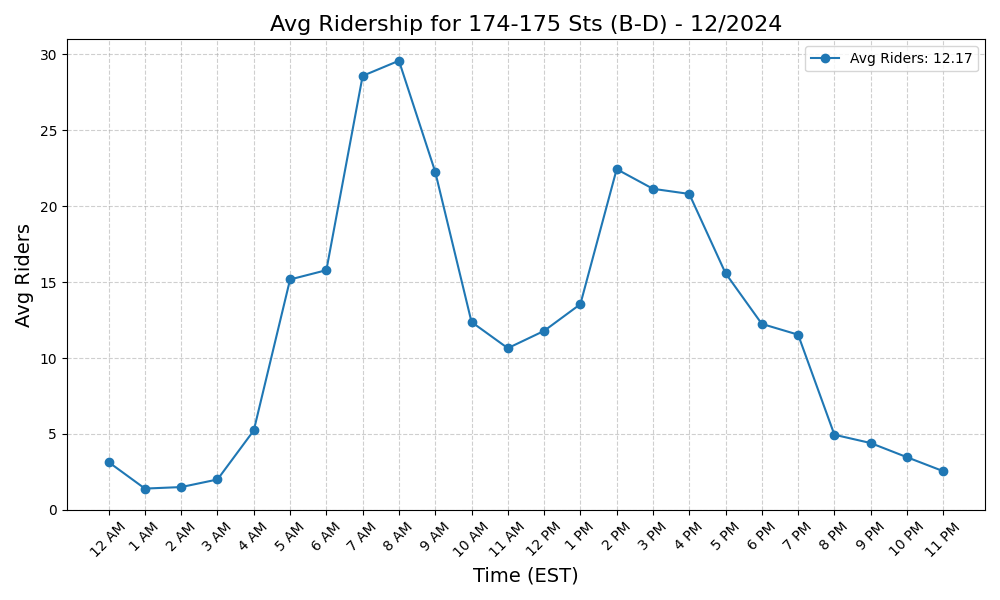 Avg Ridership for 174-175 Sts (B-D) - 12/2024
Avg Riders: 12.17
30
25
20
15
10
5
0
Avg Riders
12 AM
1 AM
2 AM
3 AM
4 AM
5 AM
6 AM
7 AM
8 AM
9 AM
10 AM
11 AM
12 PM
1 PM
2 PM
3 PM
4 PM
5 PM
6 PM
7 PM
8 PM
9 PM
10 PM
11 PM
Time (EST)